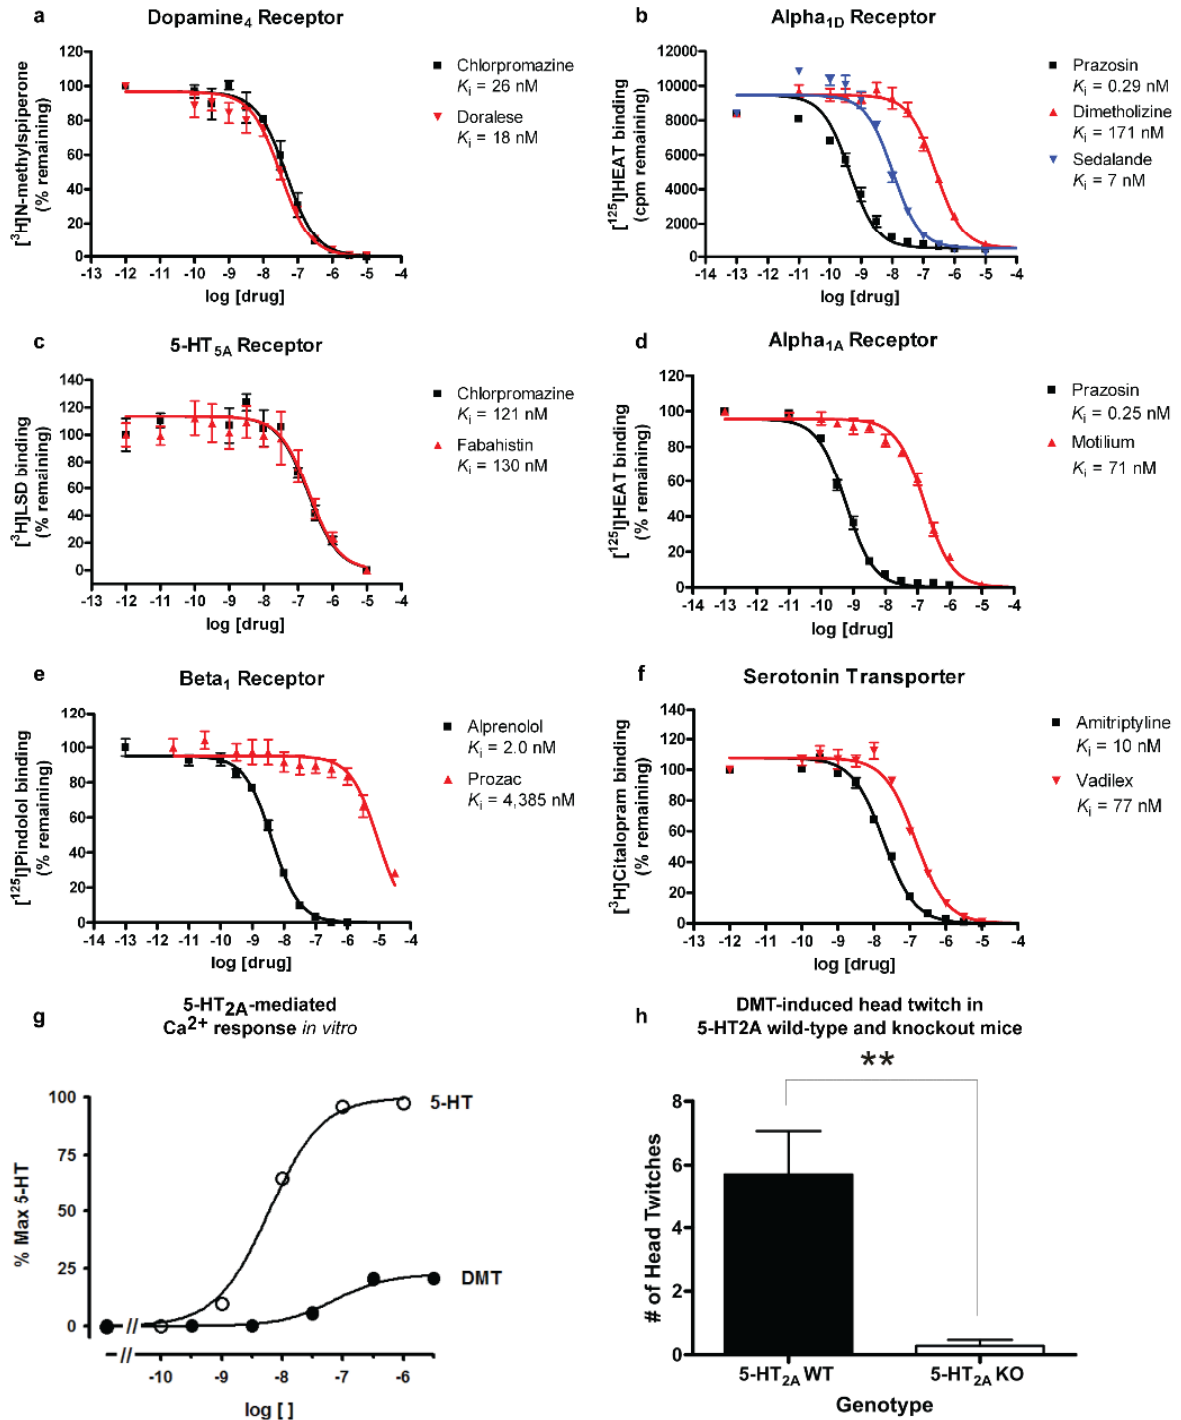 a
Dopamine₄ Receptor
[³H]N-methylspiperone
(% remaining)
120
100
80
60
40
20
0
-13 -12 -11 -10 -9 -8 -7 -6 -5 -4
log [drug]
Chlorpromazine
Kᵢ = 26 nM
Doralese
Kᵢ = 18 nM
b
Alpha₁D Receptor
[¹²⁵I]HEAT binding
(cpm remaining)
12000
10000
8000
6000
4000
2000
0
-14 -13 -12 -11 -10 -9 -8 -7 -6 -5 -4
log [drug]
Prazosin
Kᵢ = 0.29 nM
Dimetholizine
Kᵢ = 171 nM
Sedalande
Kᵢ = 7 nM
c
5-HT₅A Receptor
[³H]LSD binding
(% remaining)
140
120
100
80
60
40
20
0
-13 -12 -11 -10 -9 -8 -7 -6 -5 -4
log [drug]
Chlorpromazine
Kᵢ = 121 nM
Fabahistin
Kᵢ = 130 nM
d
Alpha₁A Receptor
[¹²⁵I]HEAT binding
(% remaining)
120
100
80
60
40
20
0
-14 -13 -12 -11 -10 -9 -8 -7 -6 -5 -4
log [drug]
Prazosin
Kᵢ = 0.25 nM
Motilium
Kᵢ = 71 nM
e
Beta₁ Receptor
[¹²⁵I]Pindolol binding
(% remaining)
120
100
80
60
40
20
0
-14 -13 -12 -11 -10 -9 -8 -7 -6 -5 -4
log [drug]
Alprenolol
Kᵢ = 2.0 nM
Prozac
Kᵢ = 4,385 nM
f
Serotonin Transporter
[³H]Citalopram binding
(% remaining)
140
120
100
80
60
40
20
0
-13 -12 -11 -10 -9 -8 -7 -6 -5 -4
log [drug]
Amitriptyline
Kᵢ = 10 nM
Vadilex
Kᵢ = 77 nM
g
5-HT₂A-mediated
Ca²⁺ response in vitro
% Max 5-HT
100
75
50
25
0
5-HT
DMT
-10 -9 -8 -7 -6
log [ ]
h
DMT-induced head twitch in
5-HT2A wild-type and knockout mice
**
# of Head Twitches
8
6
4
2
0
5-HT₂A WT 5-HT₂A KO
Genotype